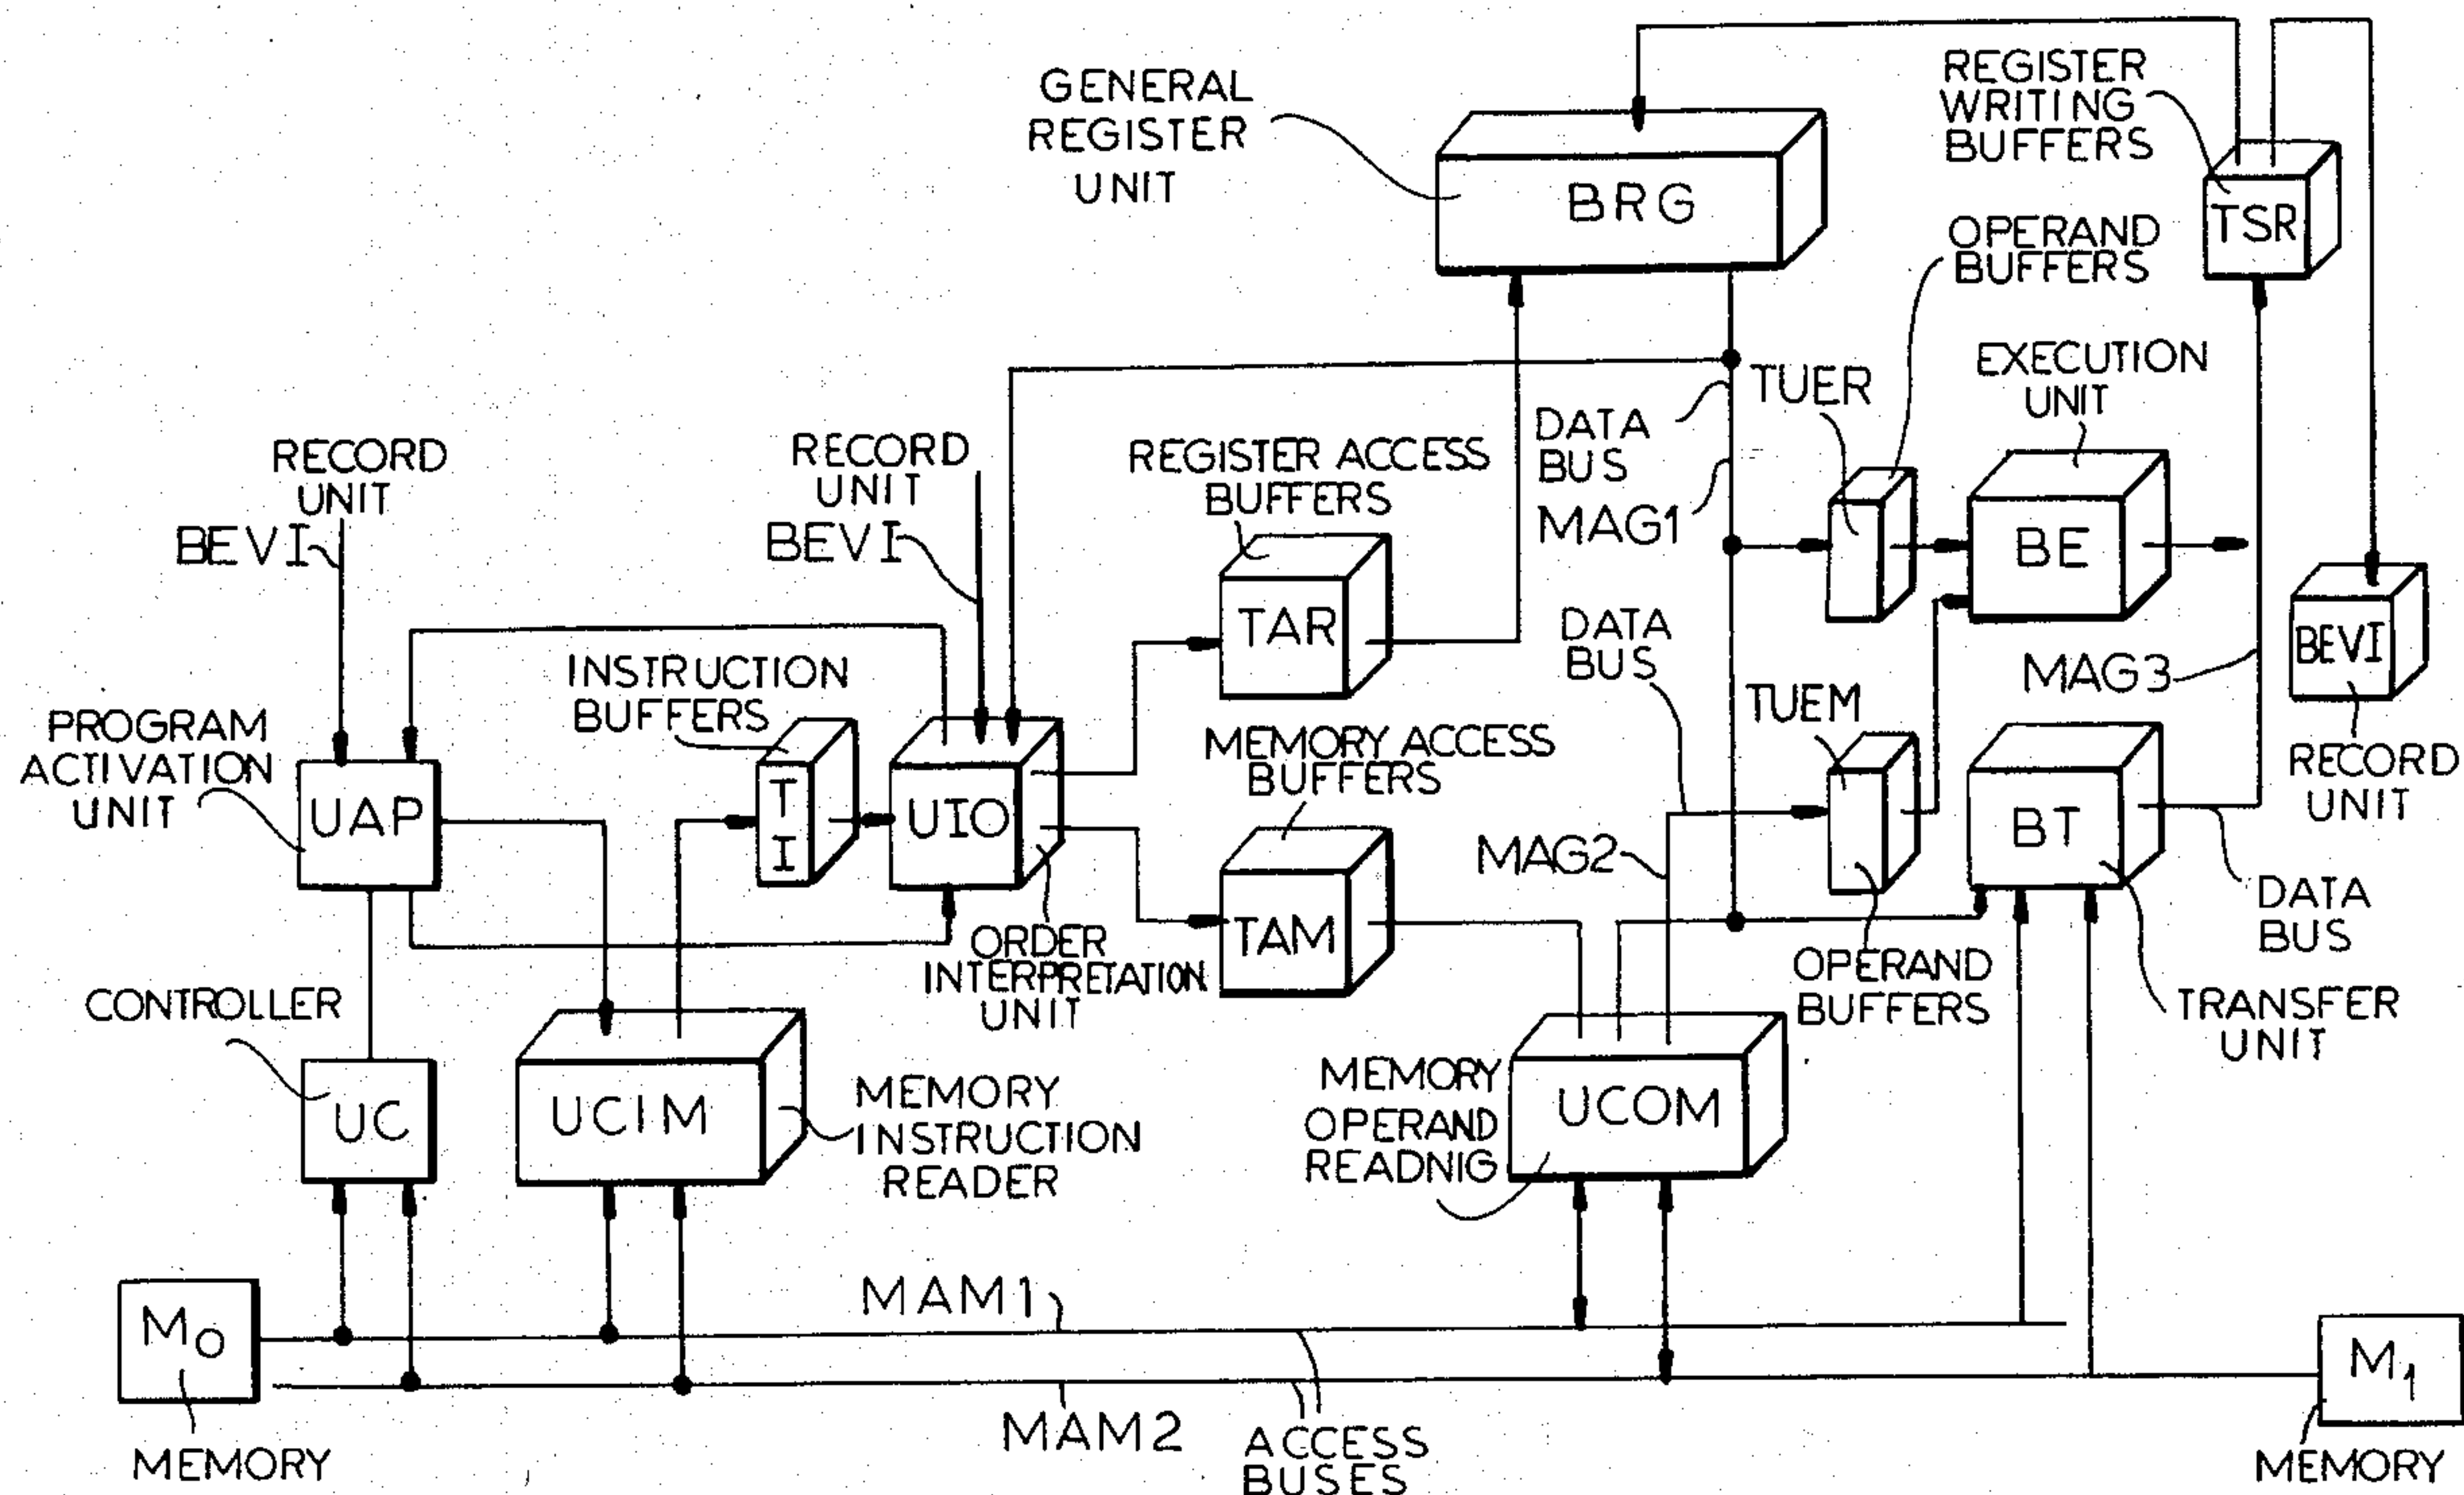 GENERAL
REGISTER
UNIT
BRG
REGISTER
WRITING
BUFFERS
TSR
OPERAND
BUFFERS
EXECUTION
UNIT
TUER
DATA
BUS
MAG1
BE
RECORD
UNIT
BEVI
RECORD
UNIT
BEVI
REGISTER ACCESS
BUFFERS
TAR
DATA
BUS
MAG3
BEVI
RECORD
UNIT
INSTRUCTION
BUFFERS
TI
PROGRAM
ACTIVATION
UNIT
UAP
UIO
ORDER
INTERPRETATION
UNIT
MEMORY ACCESS
BUFFERS
TAM
TUEM
MAG2
BT
DATA
BUS
OPERAND
BUFFERS
TRANSFER
UNIT
CONTROLLER
UC
UCIM
MEMORY
INSTRUCTION
READER
MEMORY
OPERAND
READNIG
UCOM
M0
MEMORY
MAM1
MAM2
ACCESS
BUSES
M1
MEMORY